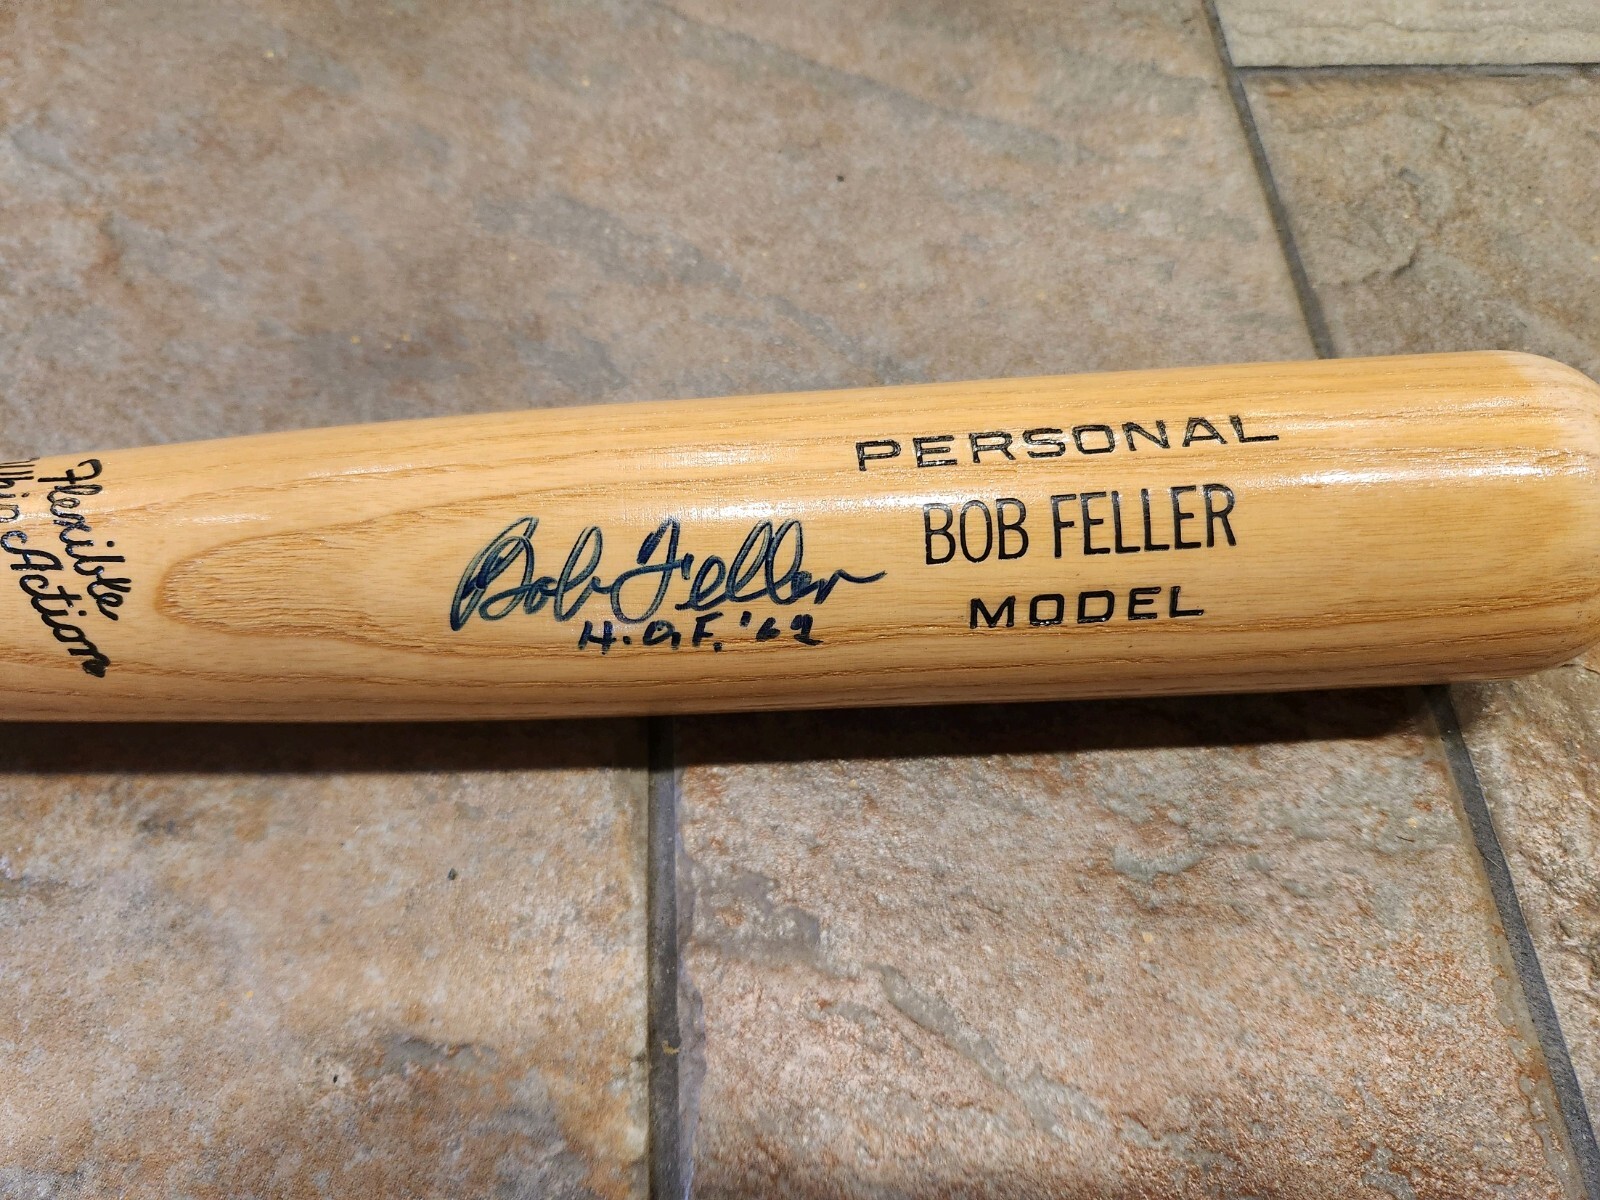 Flexible
Whip Action
Bob Feller
H.O.F. '62
PERSONAL
BOB FELLER
MODEL